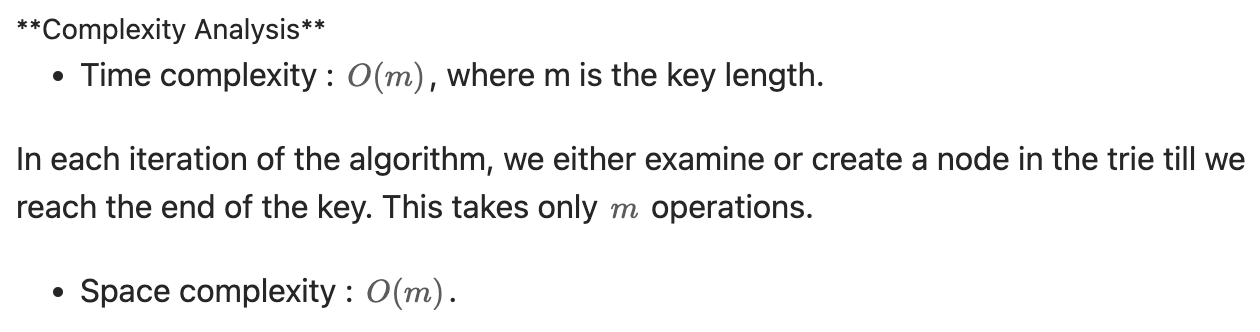 **Complexity Analysis**
• Time complexity : O(m), where m is the key length.
In each iteration of the algorithm, we either examine or create a node in the trie till we
reach the end of the key. This takes only m operations.
• Space complexity : O(m).